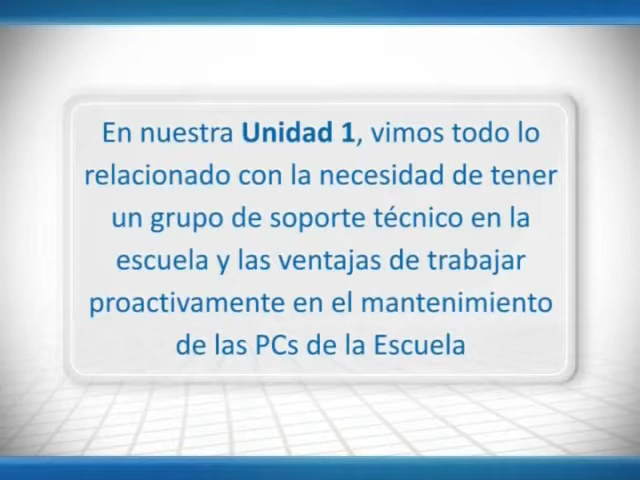 En nuestra Unidad 1, vimos todo lo
relacionado con la necesidad de tener
un grupo de soporte técnico en la
escuela y las ventajas de trabajar
proactivamente en el mantenimiento
de las PCs de la Escuela